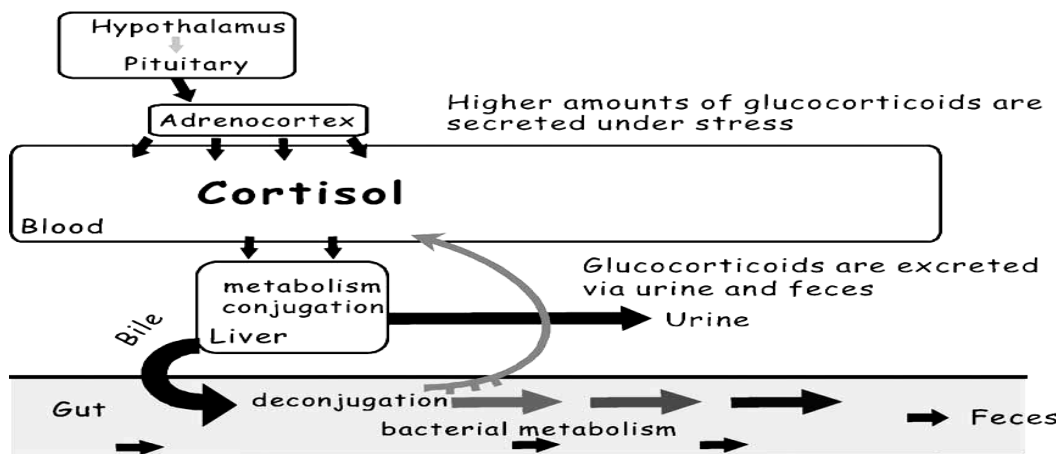 Hypothalamus
Pituitary
Adrenocortex
Higher amounts of glucocorticoids are
secreted under stress
Cortisol
Blood
Glucocorticoids are excreted
via urine and feces
metabolism
conjugation
Liver
Urine
Bile
Gut
deconjugation
bacterial metabolism
Feces